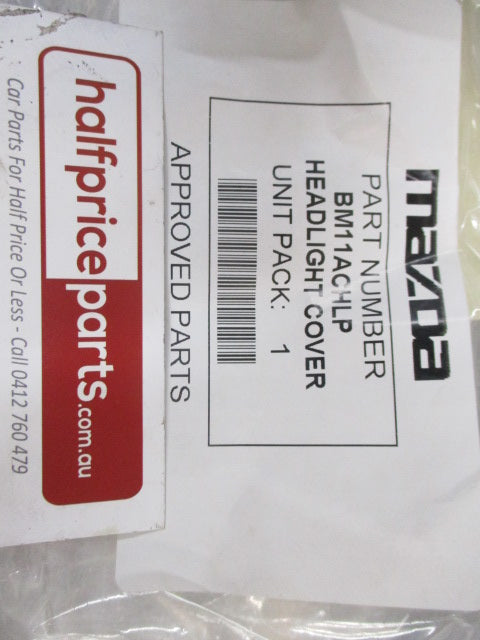 mazda
PART NUMBER
BM11ACHLP
HEADLIGHT COVER
UNIT PACK: 1
APPROVED PARTS
halfpriceparts.com.au
Car Parts For Half Price Or Less - Call 0412 760 479